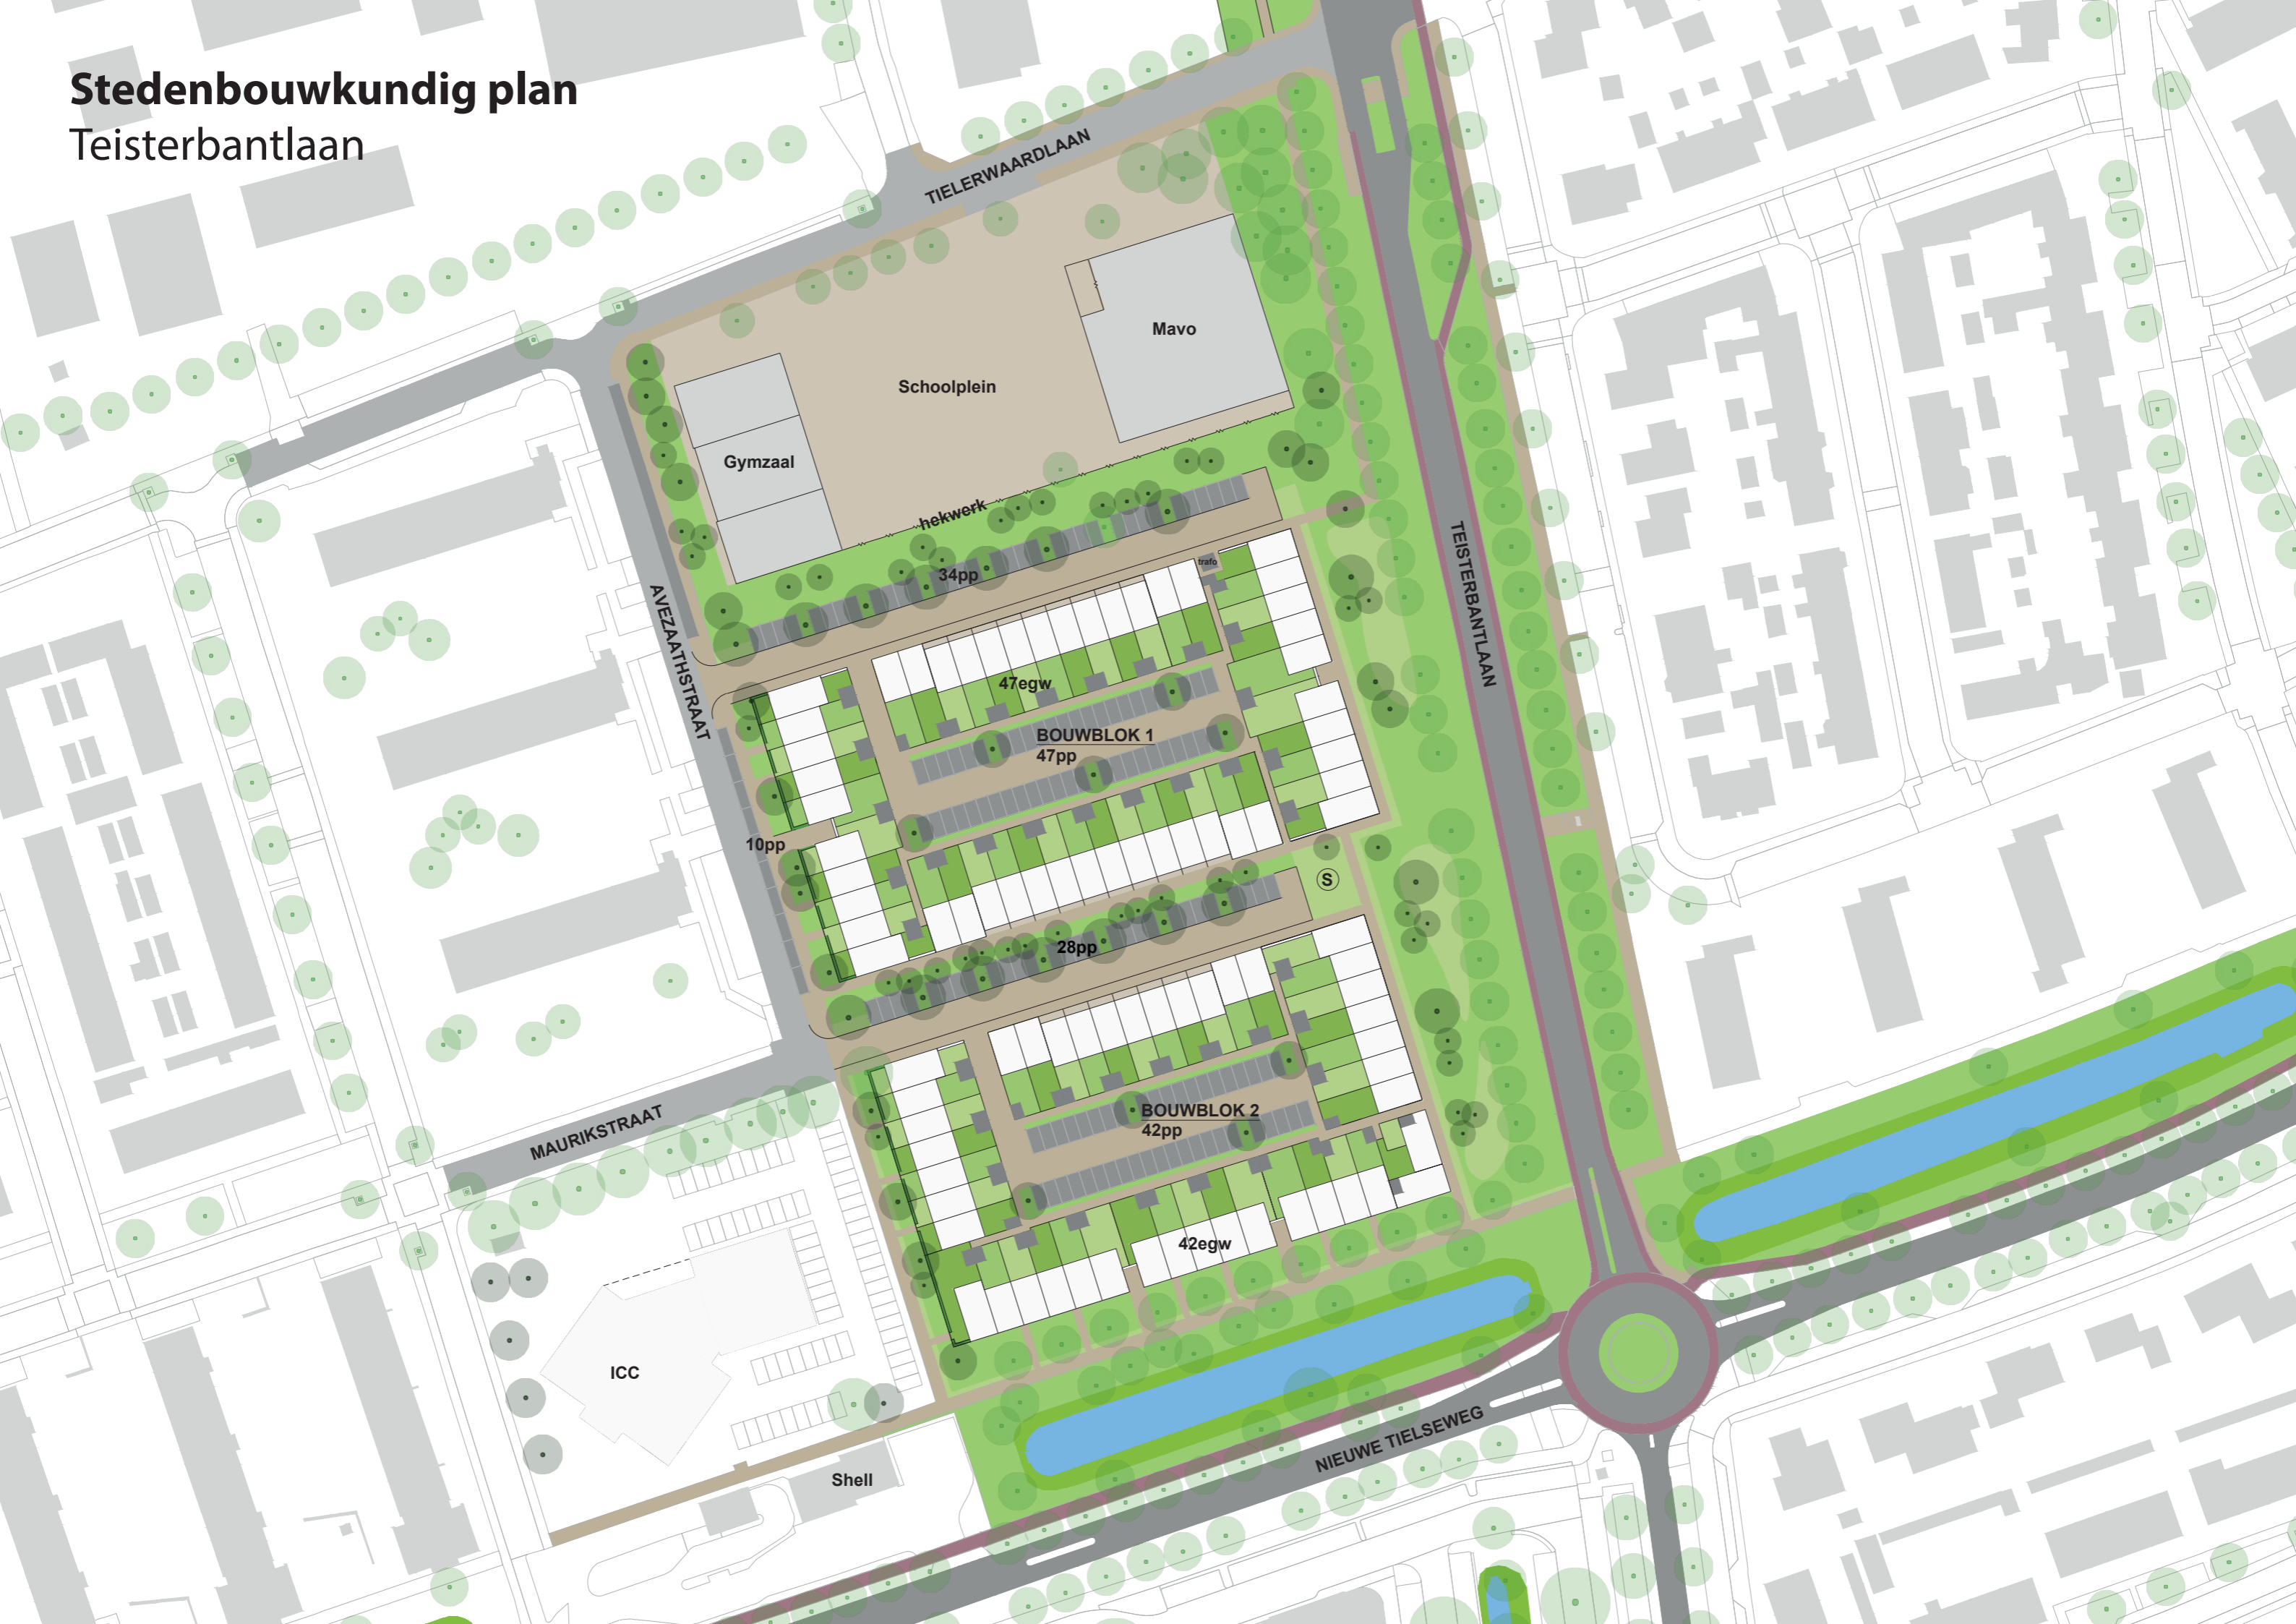 Stedenbouwkundig plan
Teisterbantlaan
TIELERWAARDLAAN
Mavo
Schoolplein
Gymzaal
hekwerk
34pp
trafo
TEISTERBANTLAAN
AVEZAATHSTRAAT
47egw
BOUWBLOK 1
47pp
10pp
S
28pp
MAURIKSTRAAT
BOUWBLOK 2
42pp
42egw
ICC
NIEUWE TIELSEWEG
Shell